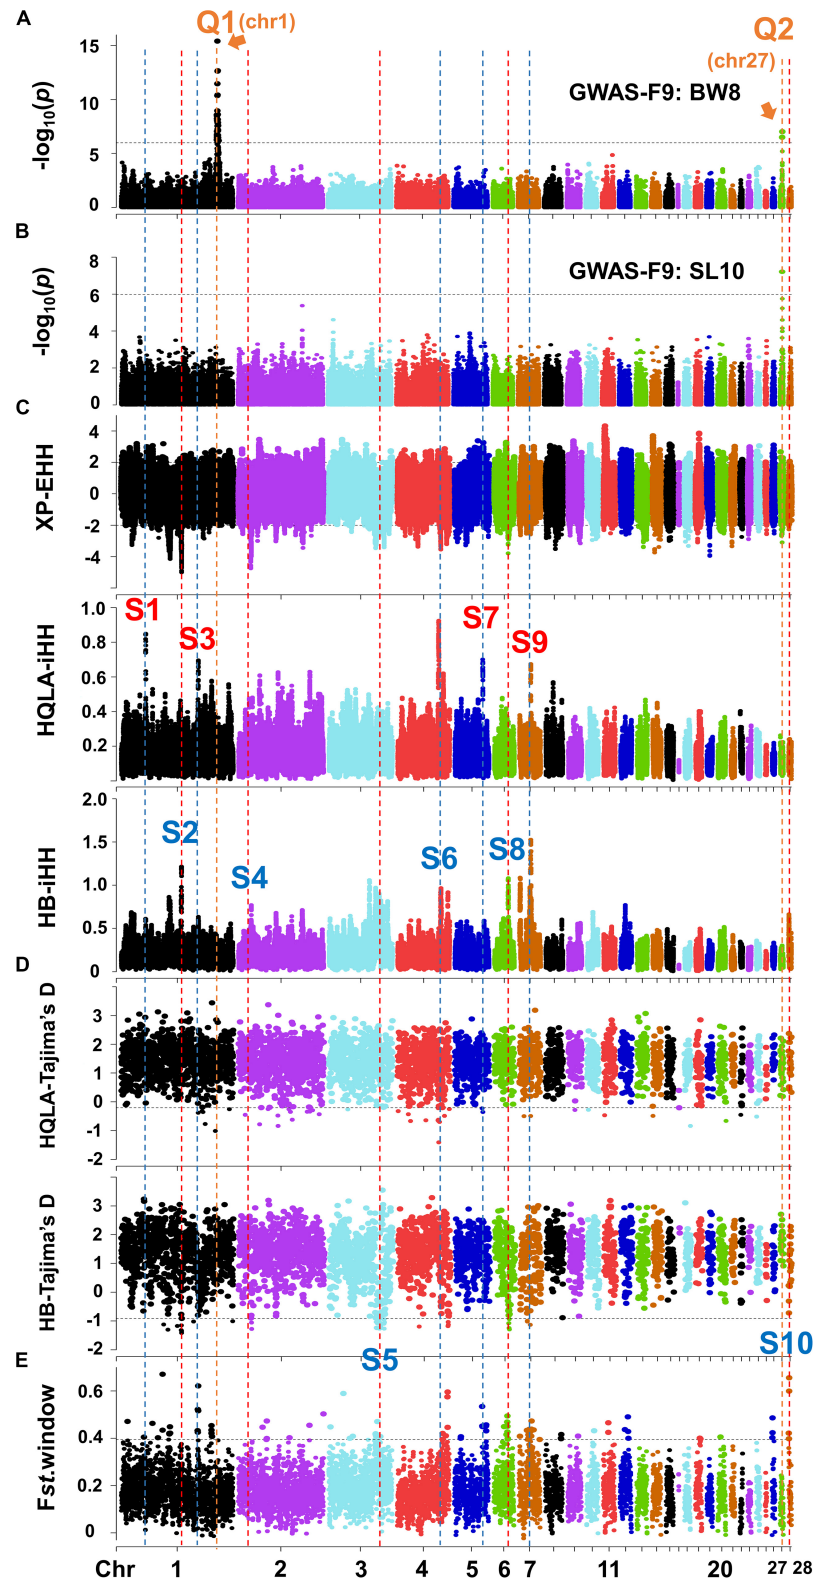 A
Q1 (chr1)
Q2
(chr27)
GWAS-F9: BW8
-log10(p)
15
10
5
0
B
GWAS-F9: SL10
-log10(p)
8
6
4
2
0
C
XP-EHH
4
2
0
-2
-4
HQLA-iHH
1.0
0.8
0.6
0.4
0.2
S1
S3
S7
S9
HB-iHH
2.0
1.5
1.0
0.5
0
S2
S4
S6
S8
D
HQLA-Tajima's D
3
2
1
0
-1
-2
HB-Tajima's D
3
2
1
0
-1
-2
S5
S10
E
Fst.window
0.6
0.4
0.2
0
Chr 1 2 3 4 5 6 7 11 20 27 28